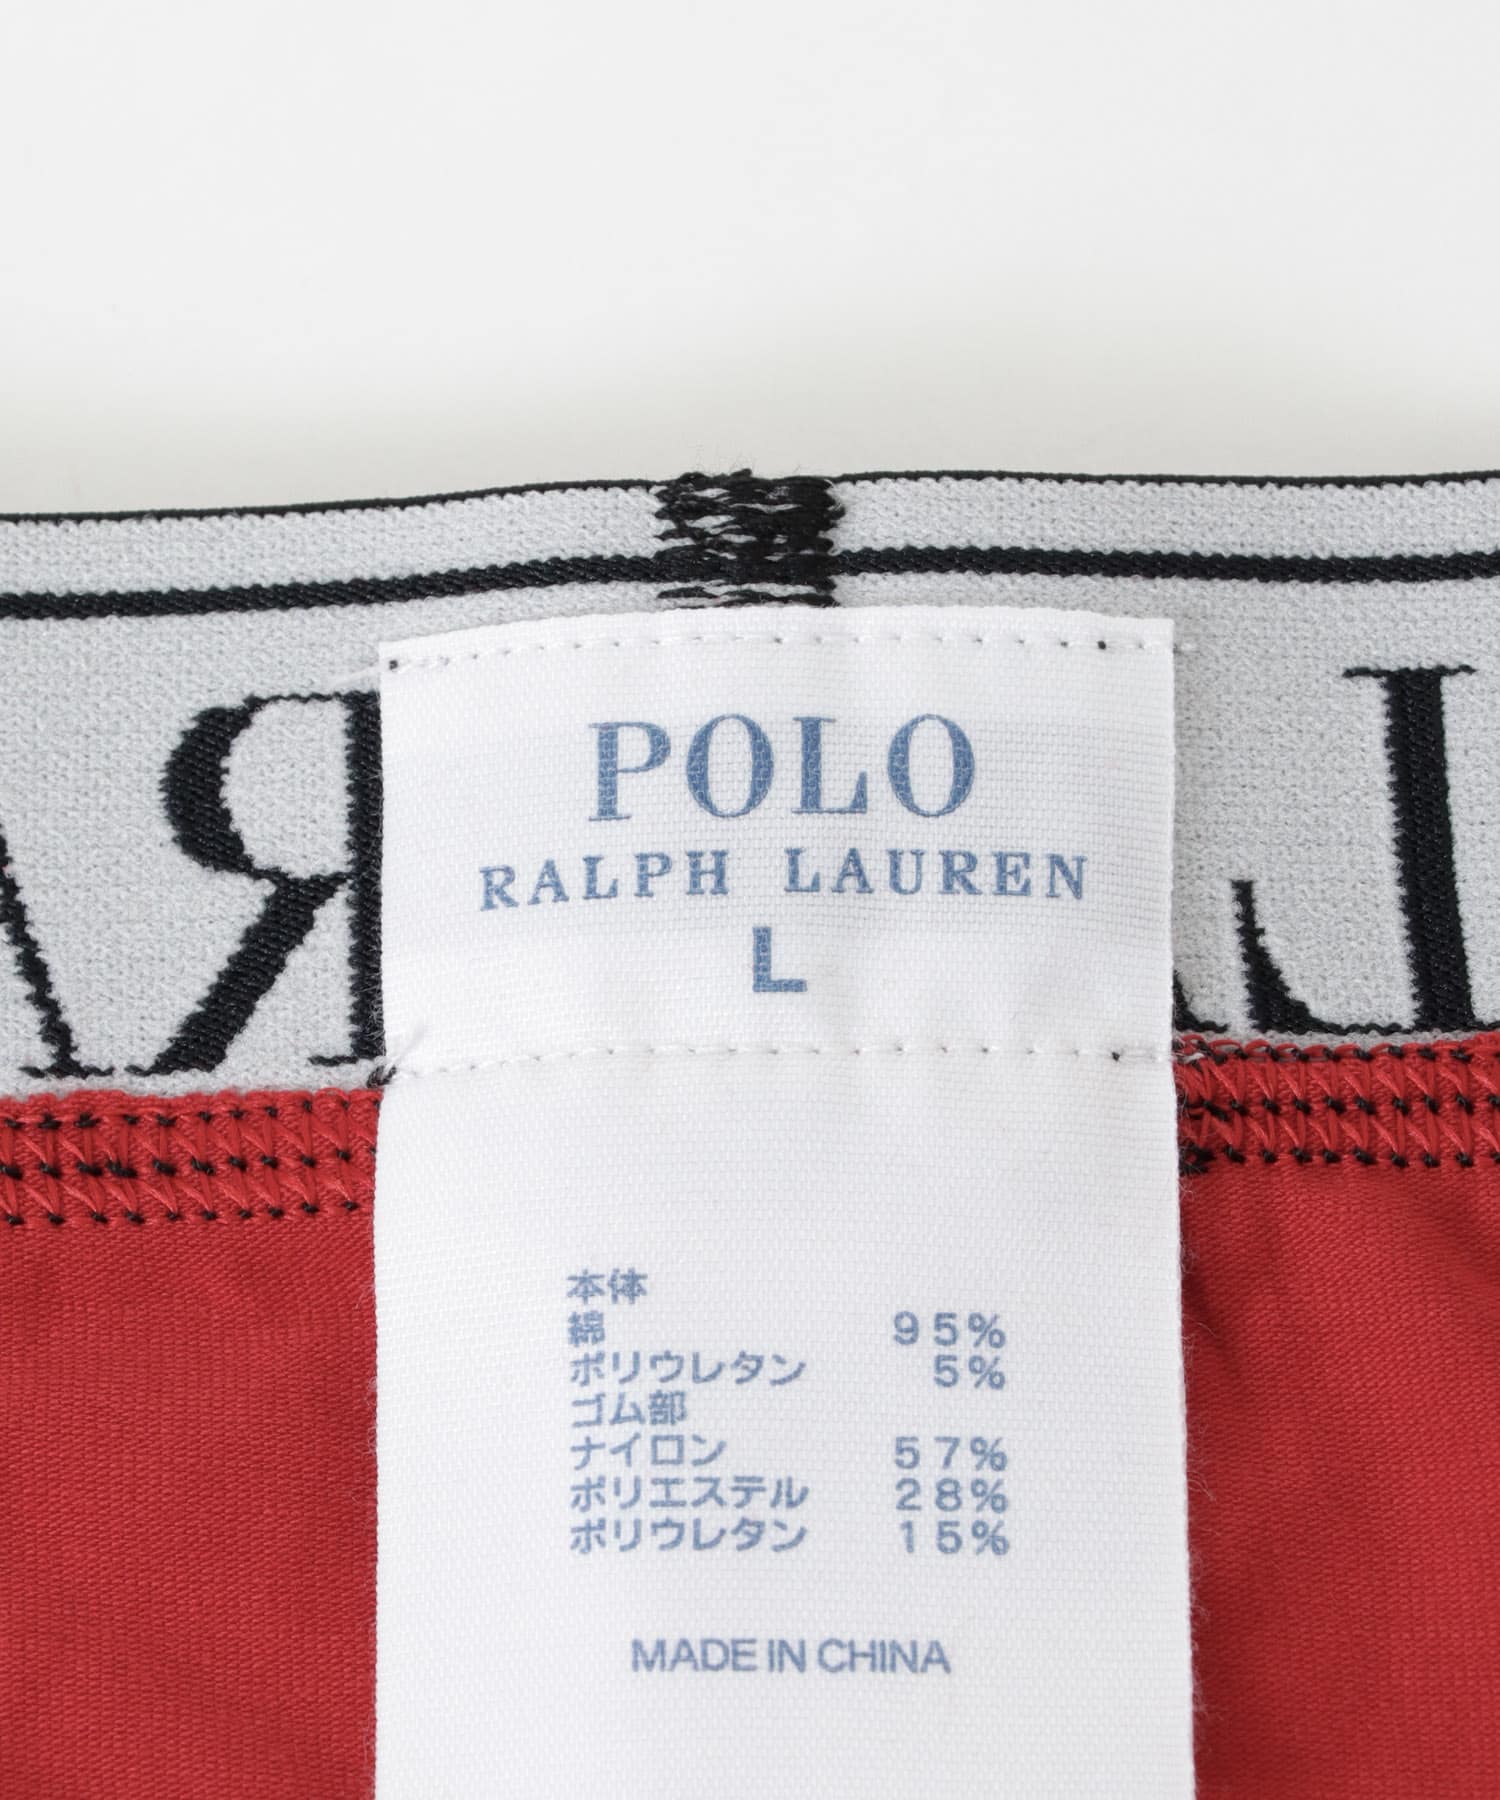 POLO
RALPH LAUREN
L
本体
綿 95%
ポリウレタン 5%
ゴム部
ナイロン 57%
ポリエステル 28%
ポリウレタン 15%
MADE IN CHINA